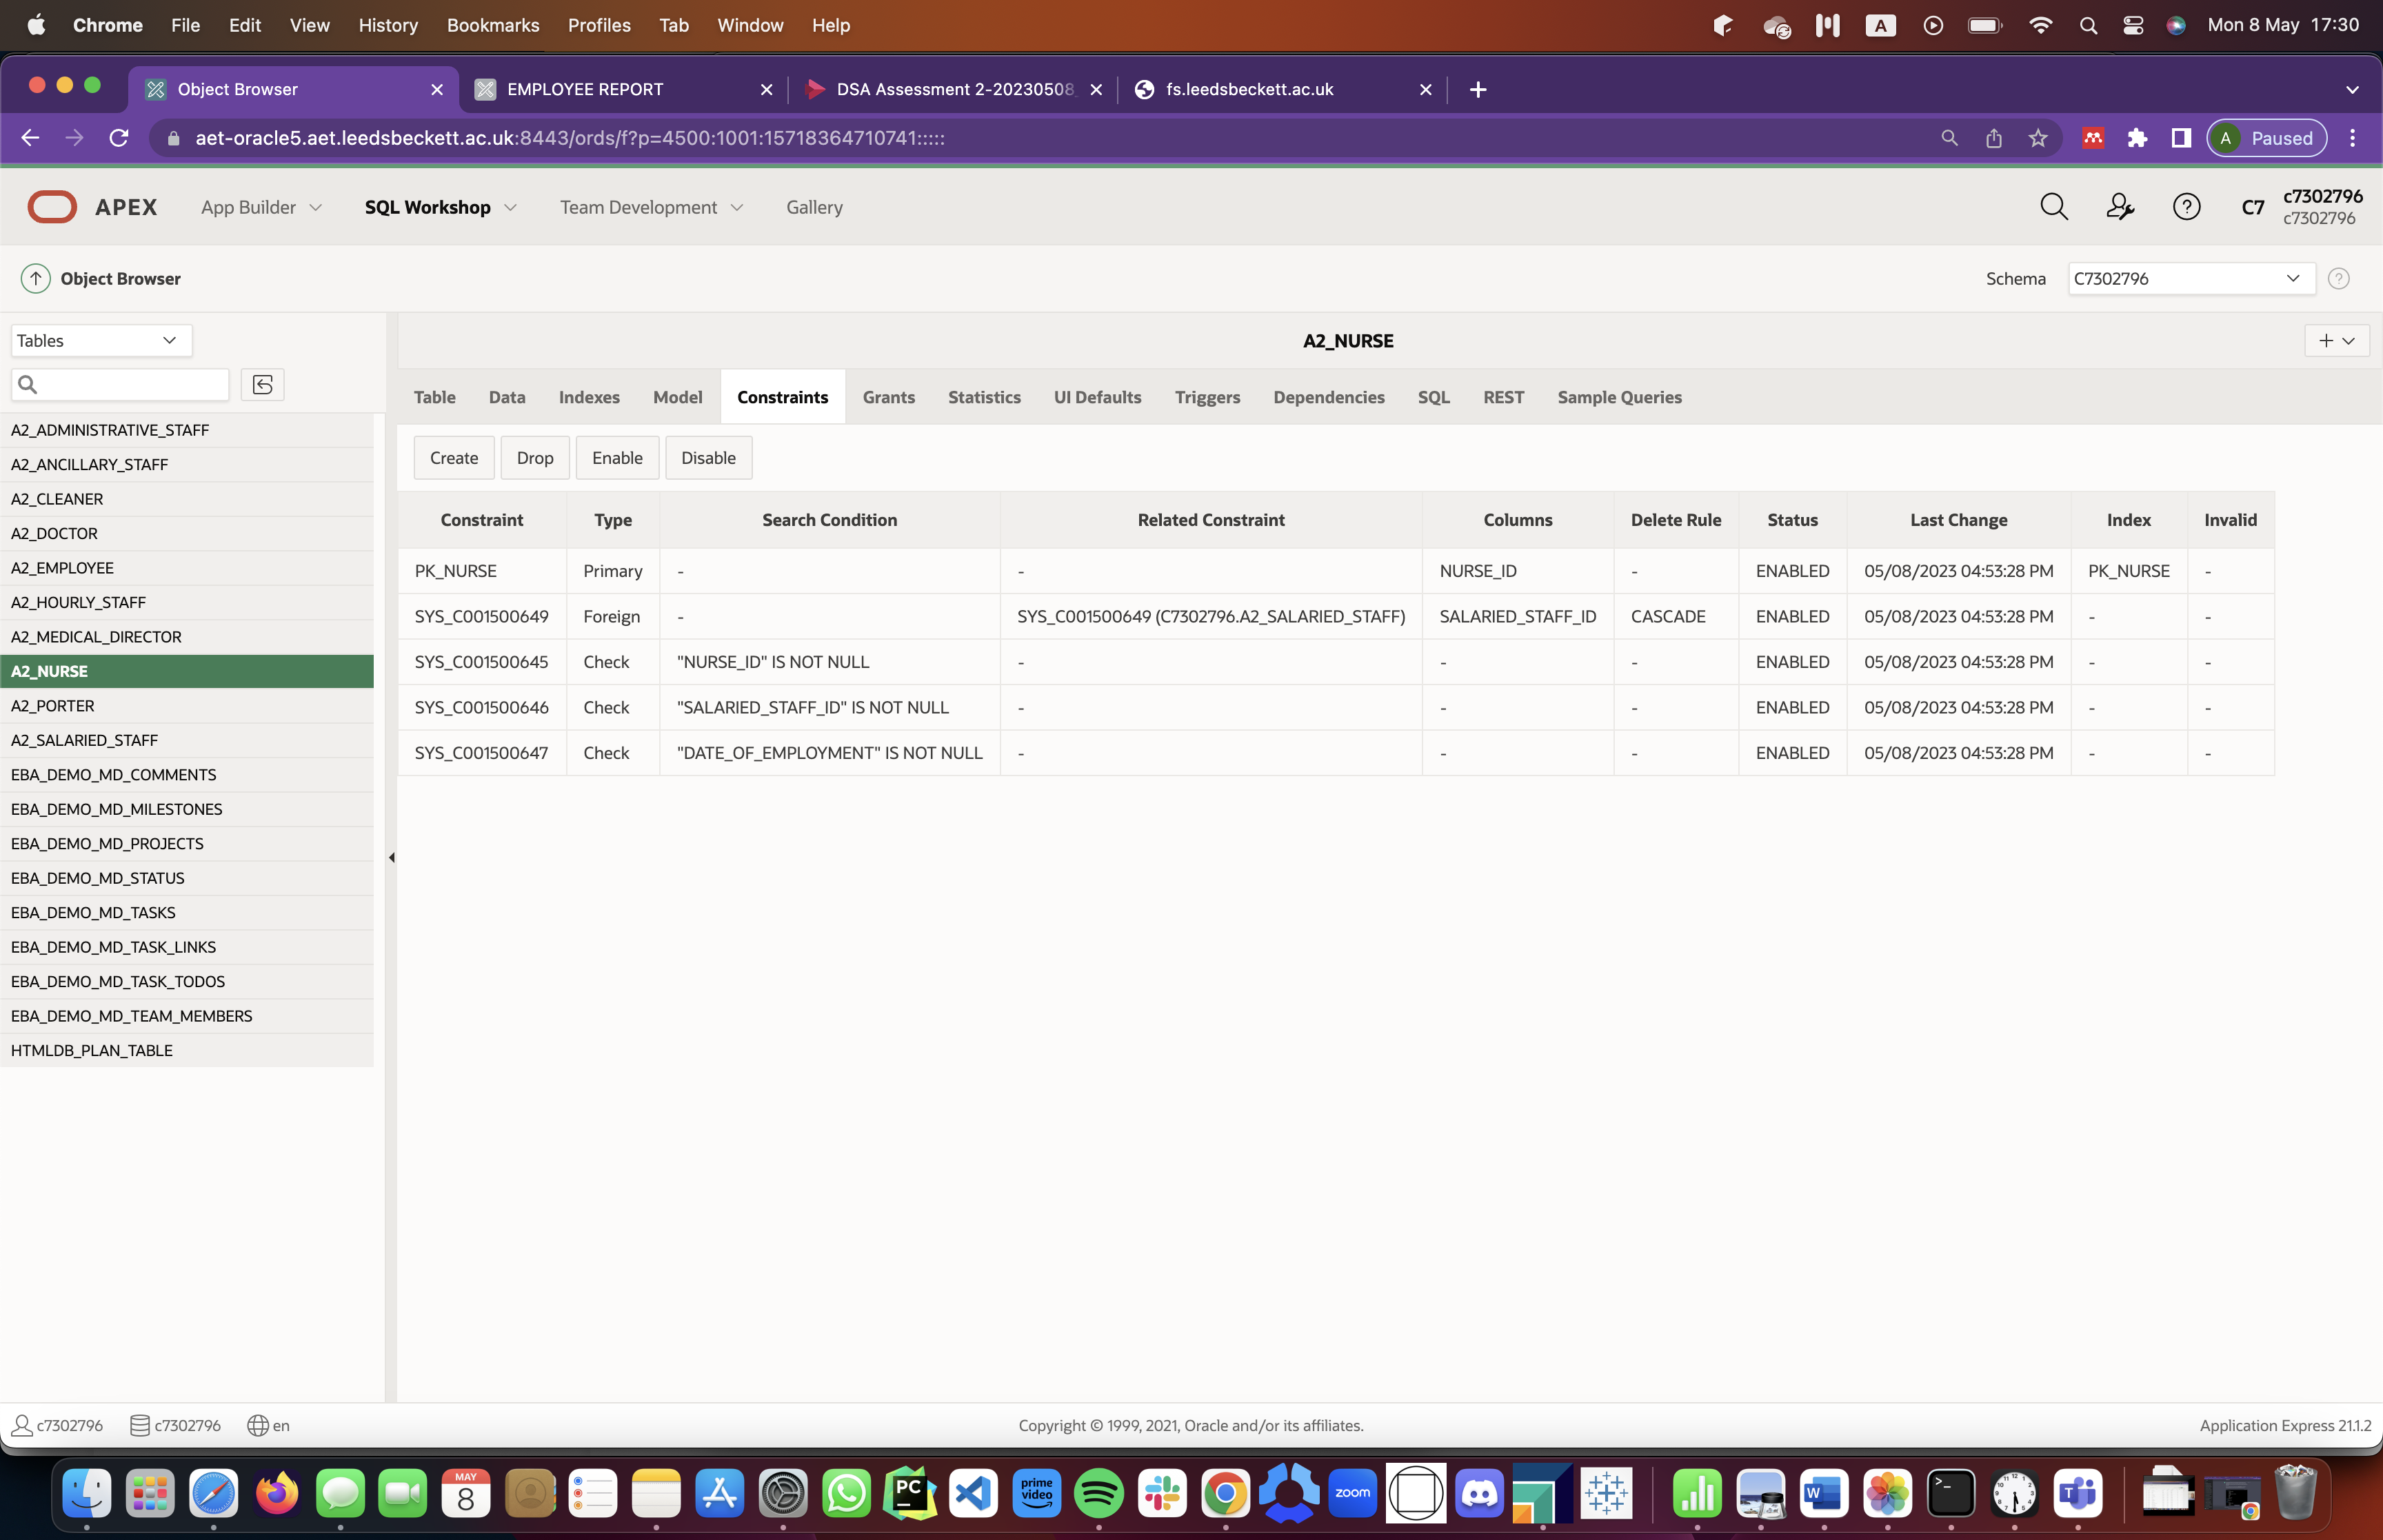 Chrome File Edit View History Bookmarks Profiles Tab Window Help A Mon 8 May 17:30
Object Browser EMPLOYEE REPORT DSA Assessment 2-20230508 fs.leedsbeckett.ac.uk
aet-oracle5.aet.leedsbeckett.ac.uk:8443/ords/f?p=4500:1001:15718364710741::::: A Paused
APEX App Builder SQL Workshop Team Development Gallery C7 c7302796
c7302796
Object Browser Schema C7302796
Tables
A2_NURSE
Table Data Indexes Model Constraints Grants Statistics UI Defaults Triggers Dependencies SQL REST Sample Queries
Create Drop Enable Disable
A2_ADMINISTRATIVE_STAFF
A2_ANCILLARY_STAFF
A2_CLEANER
A2_DOCTOR
A2_EMPLOYEE
A2_HOURLY_STAFF
A2_MEDICAL_DIRECTOR
A2_NURSE
A2_PORTER
A2_SALARIED_STAFF
EBA_DEMO_MD_COMMENTS
EBA_DEMO_MD_MILESTONES
EBA_DEMO_MD_PROJECTS
EBA_DEMO_MD_STATUS
EBA_DEMO_MD_TASKS
EBA_DEMO_MD_TASK_LINKS
EBA_DEMO_MD_TASK_TODOS
EBA_DEMO_MD_TEAM_MEMBERS
HTMLDB_PLAN_TABLE
Constraint Type Search Condition Related Constraint Columns Delete Rule Status Last Change Index Invalid
PK_NURSE Primary - - NURSE_ID - ENABLED 05/08/2023 04:53:28 PM PK_NURSE -
SYS_C001500649 Foreign - SYS_C001500649 (C7302796.A2_SALARIED_STAFF) SALARIED_STAFF_ID CASCADE ENABLED 05/08/2023 04:53:28 PM - -
SYS_C001500645 Check "NURSE_ID" IS NOT NULL - - - ENABLED 05/08/2023 04:53:28 PM - -
SYS_C001500646 Check "SALARIED_STAFF_ID" IS NOT NULL - - - ENABLED 05/08/2023 04:53:28 PM - -
SYS_C001500647 Check "DATE_OF_EMPLOYMENT" IS NOT NULL - - - ENABLED 05/08/2023 04:53:28 PM - -
c7302796 c7302796 en Copyright © 1999, 2021, Oracle and/or its affiliates. Application Express 21.1.2
MAY
8
PC
prime video
zoom
W
T